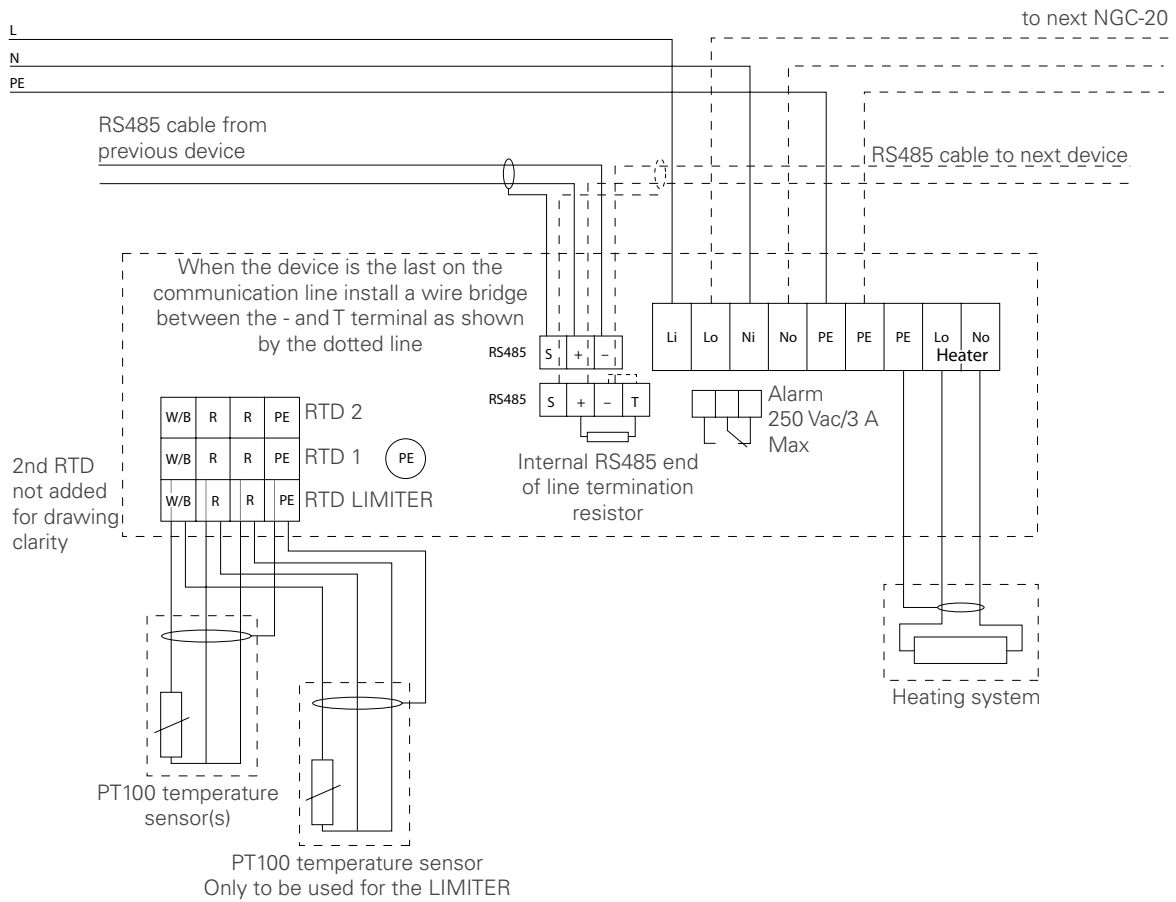 to next NGC-20
L
N
PE
RS485 cable from
previous device
RS485 cable to next device
When the device is the last on the
communication line install a wire bridge
between the - and T terminal as shown
by the dotted line
RS485 S + –
Li Lo Ni No PE PE PE Lo No
Heater
RS485 S + – T
Alarm
250 Vac/3 A
Max
W/B R R PE RTD 2
W/B R R PE RTD 1 PE
W/B R R PE RTD LIMITER
2nd RTD
not added
for drawing
clarity
Internal RS485 end
of line termination
resistor
Heating system
PT100 temperature
sensor(s)
PT100 temperature sensor
Only to be used for the LIMITER